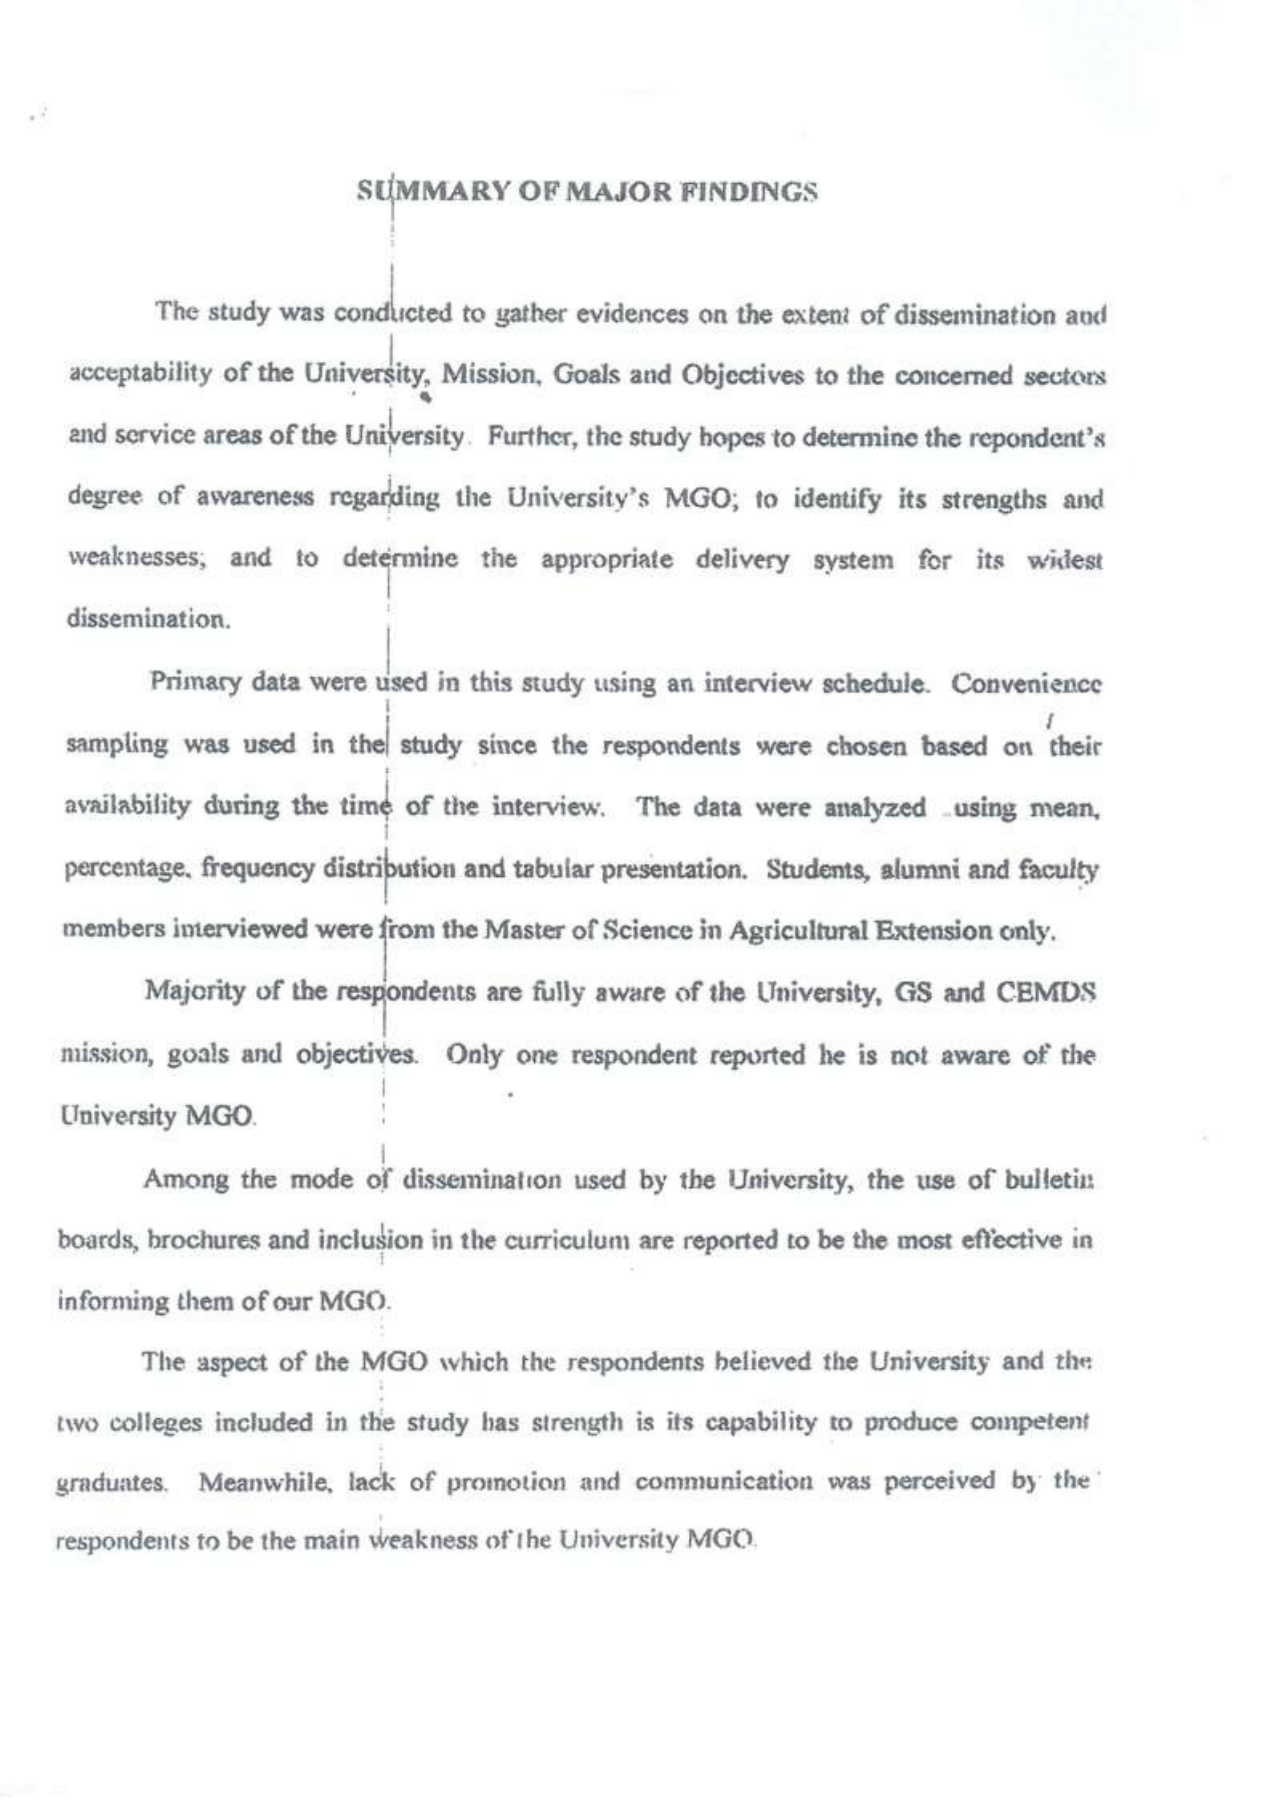 SUMMARY OF MAJOR FINDINGS
The study was conducted to gather evidences on the extent of dissemination and
acceptability of the University, Mission, Goals and Objectives to the concerned sectors
and service areas of the University. Further, the study hopes to determine the repondent's
degree of awareness regarding the University's MGO; to identify its strengths and
weaknesses; and to determine the appropriate delivery system for its widest
dissemination.
Primary data were used in this study using an interview schedule. Convenience
sampling was used in the study since the respondents were chosen based on their
availability during the time of the interview. The data were analyzed using mean,
percentage, frequency distribution and tabular presentation. Students, alumni and faculty
members interviewed were from the Master of Science in Agricultural Extension only.
Majority of the respondents are fully aware of the University, GS and CEMDS
mission, goals and objectives. Only one respondent reported he is not aware of the
University MGO.
Among the mode of dissemination used by the University, the use of bulletin
boards, brochures and inclusion in the curriculum are reported to be the most effective in
informing them of our MGO.
The aspect of the MGO which the respondents believed the University and the
two colleges included in the study has strength is its capability to produce competent
graduates. Meanwhile, lack of promotion and communication was perceived by the
respondents to be the main weakness of the University MGO.